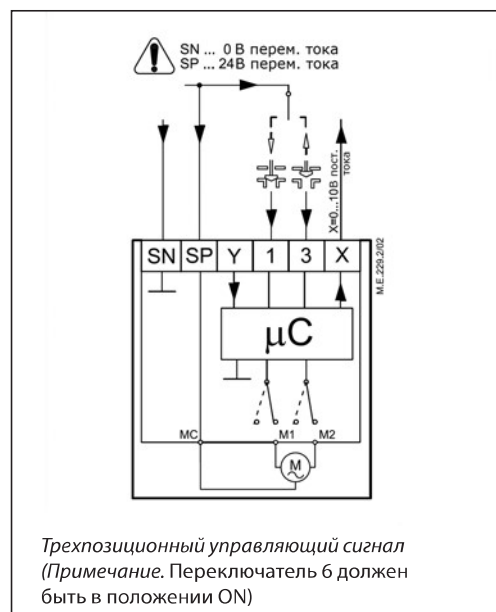 SN ... 0 В перем. тока
SP ... 24В перем. тока
X=0...10В пост.
тока
SN SP Y 1 3 X
M.E.229.2/02
µC
MC M1 M2
M
Трехпозиционный управляющий сигнал
(Примечание. Переключатель 6 должен
быть в положении ON)